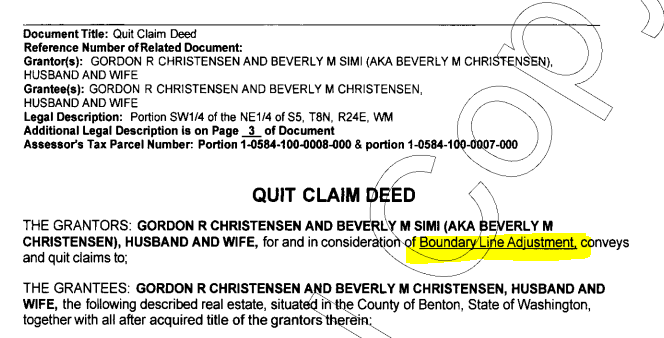 Document Title: Quit Claim Deed
Reference Number of Related Document:
Grantor(s): GORDON R CHRISTENSEN AND BEVERLY M SIMI (AKA BEVERLY M CHRISTENSEN),
HUSBAND AND WIFE
Grantee(s): GORDON R CHRISTENSEN AND BEVERLY M CHRISTENSEN,
HUSBAND AND WIFE
Legal Description: Portion SW1/4 of the NE1/4 of S5, T8N, R24E, WM
Additional Legal Description is on Page 3 of Document
Assessor's Tax Parcel Number: Portion 1-0584-100-0008-000 & portion 1-0584-100-0007-000
QUIT CLAIM DEED
THE GRANTORS: GORDON R CHRISTENSEN AND BEVERLY M SIMI (AKA BEVERLY M
CHRISTENSEN), HUSBAND AND WIFE, for and in consideration of Boundary Line Adjustment, conveys
and quit claims to;
THE GRANTEES: GORDON R CHRISTENSEN AND BEVERLY M CHRISTENSEN, HUSBAND AND
WIFE, the following described real estate, situated in the County of Benton, State of Washington,
together with all after acquired title of the grantors therein:
Copy